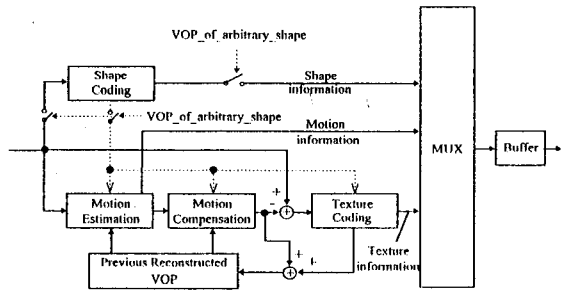 VOP_of_arbitrary_shape
Shape
Coding
Shape
information
VOP_of_arbitrary_shape
Motion
information
MUX
Buffer
+
-
+
Motion
Estimation
Motion
Compensation
Texture
Coding
Texture
information
+
+
Previous Reconstructed
VOP